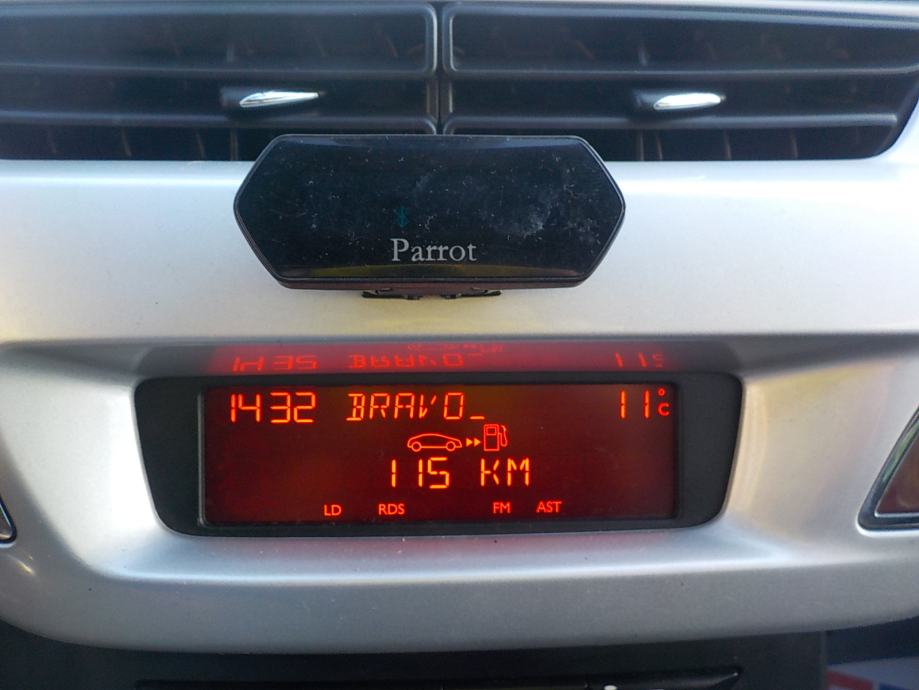 Parrot
1432 BRAVO_ 11°C
115 KM
LD RDS FM AST